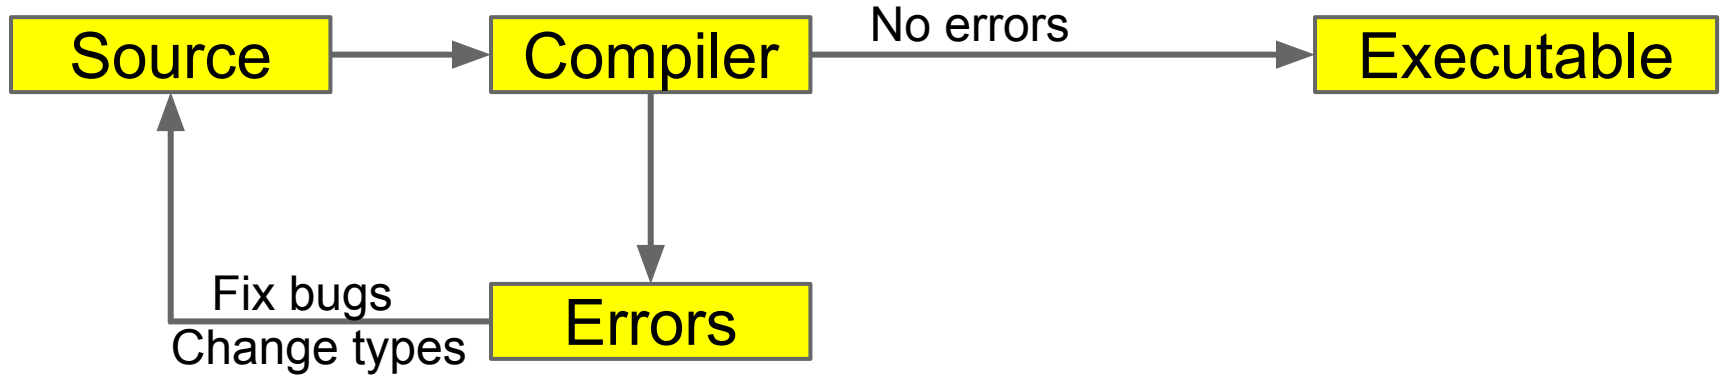 Source
Compiler
No errors
Executable
Fix bugs
Change types
Errors